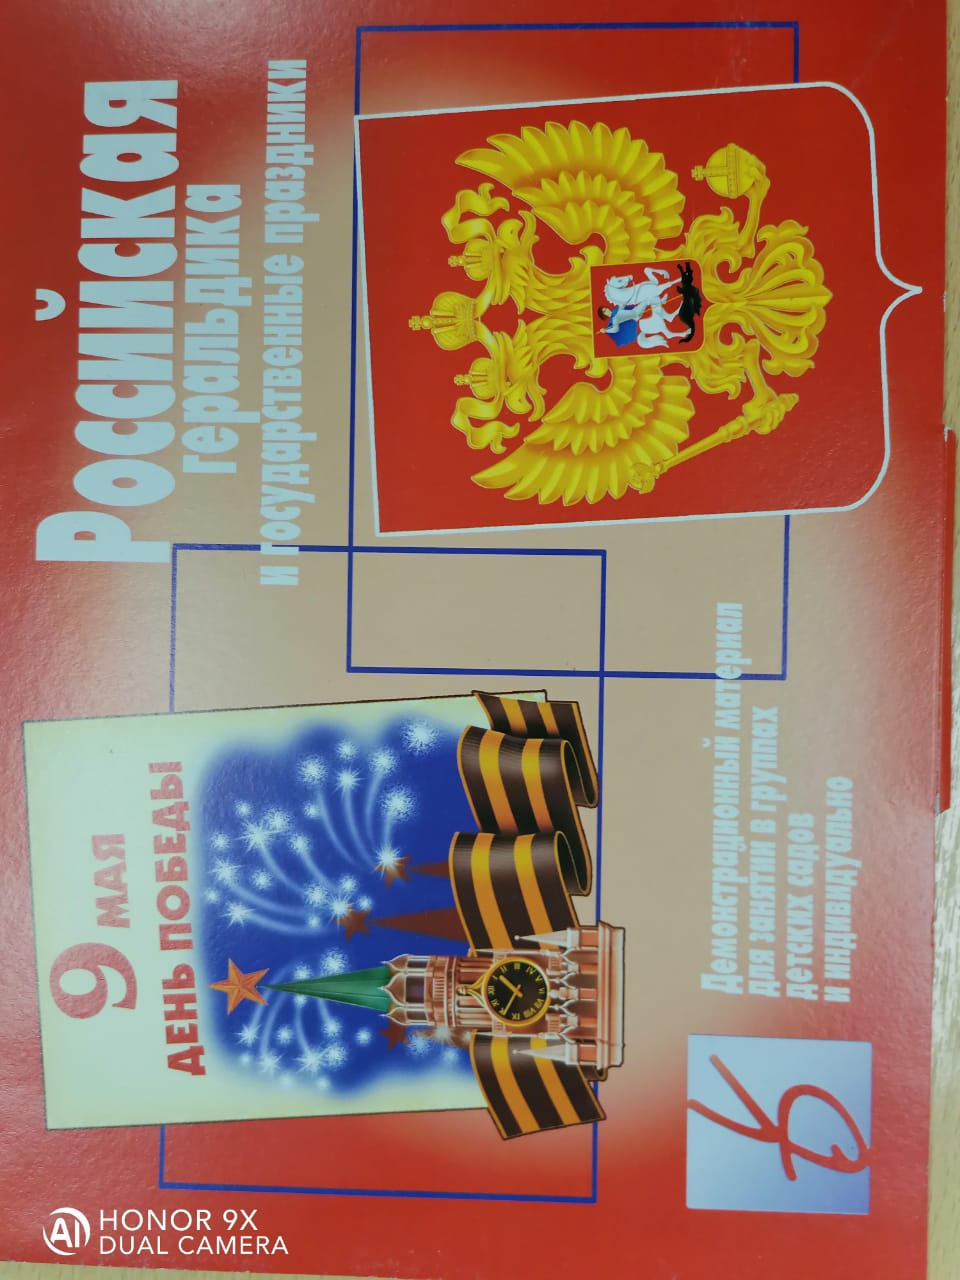 Российская
геральдика
и государственные праздники
9 МАЯ
ДЕНЬ ПОБЕДЫ
Демонстрационный материал
для занятий в группах
детских садов
и индивидуально
HONOR 9X
DUAL CAMERA